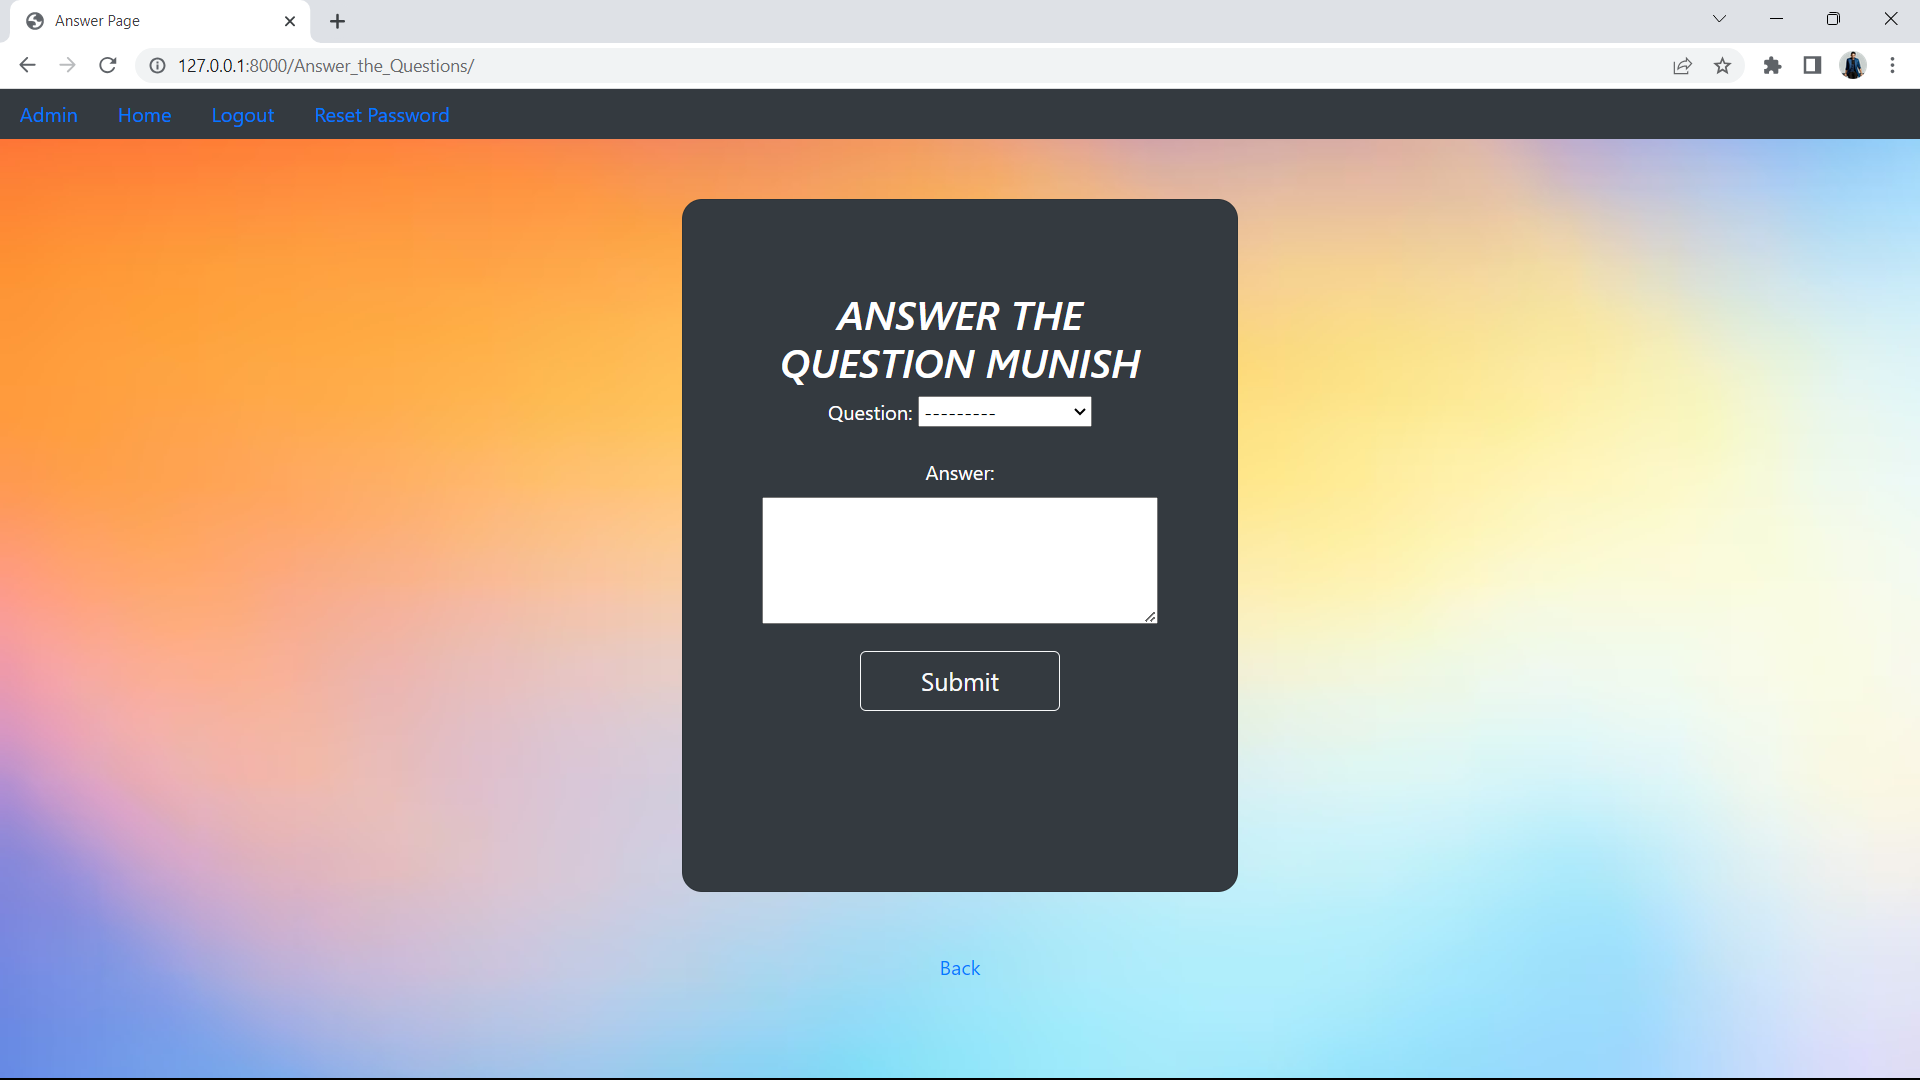 Answer Page
127.0.0.1:8000/Answer_the_Questions/
Admin Home Logout Reset Password
ANSWER THE
QUESTION MUNISH
Question: ---------
Answer:
Submit
Back